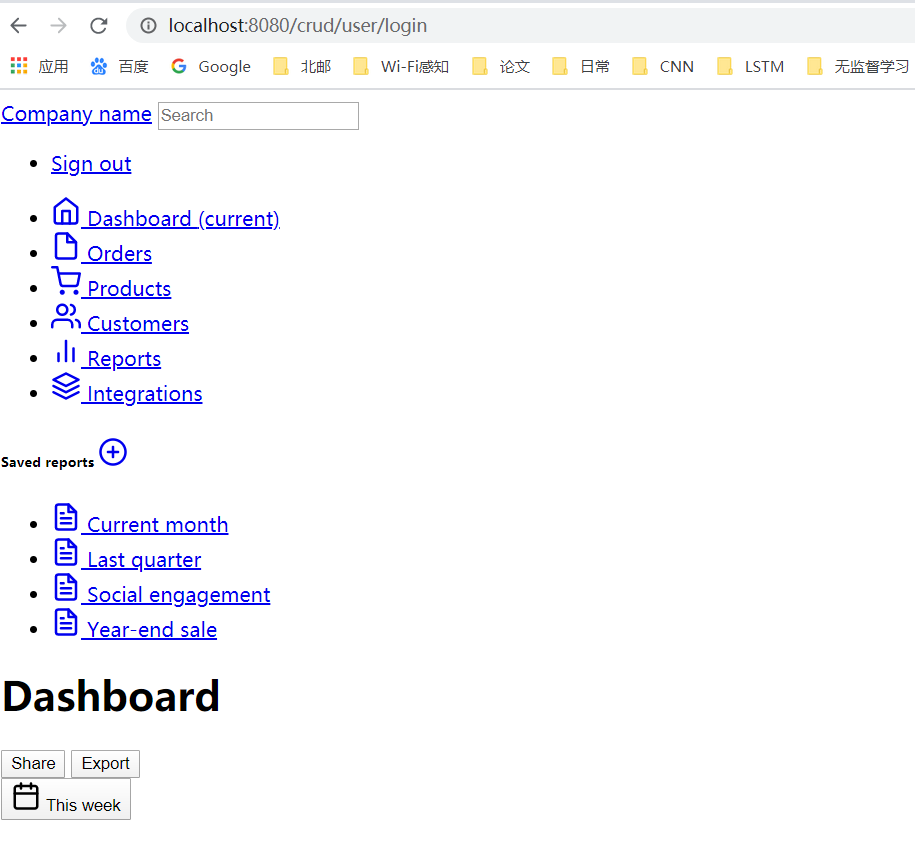 localhost:8080/crud/user/login
应用 百度 Google 北邮 Wi-Fi感知 论文 日常 CNN LSTM 无监督学习
Company name Search
Sign out
Dashboard (current)
Orders
Products
Customers
Reports
Integrations
Saved reports
Current month
Last quarter
Social engagement
Year-end sale
Dashboard
Share Export
This week